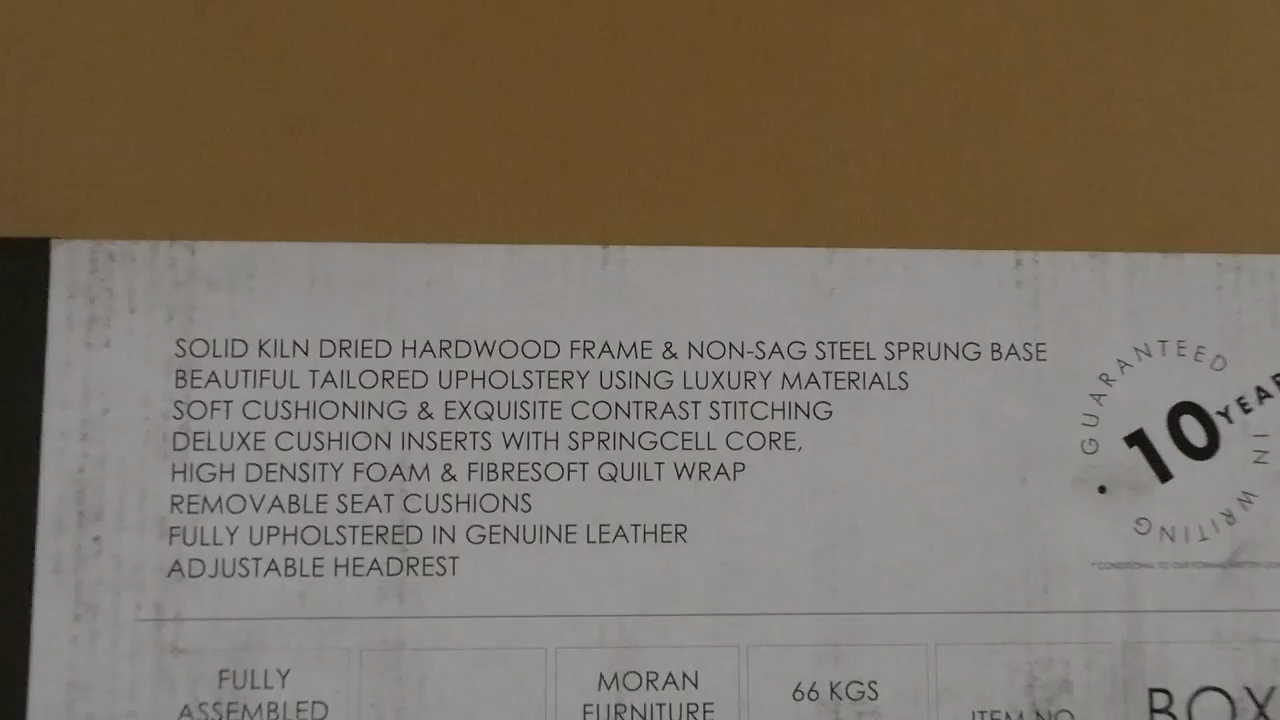 SOLID KILN DRIED HARDWOOD FRAME & NON-SAG STEEL SPRUNG BASE
BEAUTIFUL TAILORED UPHOLSTERY USING LUXURY MATERIALS
SOFT CUSHIONING & EXQUISITE CONTRAST STITCHING
DELUXE CUSHION INSERTS WITH SPRINGCELL CORE,
HIGH DENSITY FOAM & FIBRESOFT QUILT WRAP
REMOVABLE SEAT CUSHIONS
FULLY UPHOLSTERED IN GENUINE LEATHER
ADJUSTABLE HEADREST
• GUARANTEED IN WRITING
10 YEAR
FULLY
ASSEMBLED
MORAN
FURNITURE
66 KGS
ITEM NO
BOX